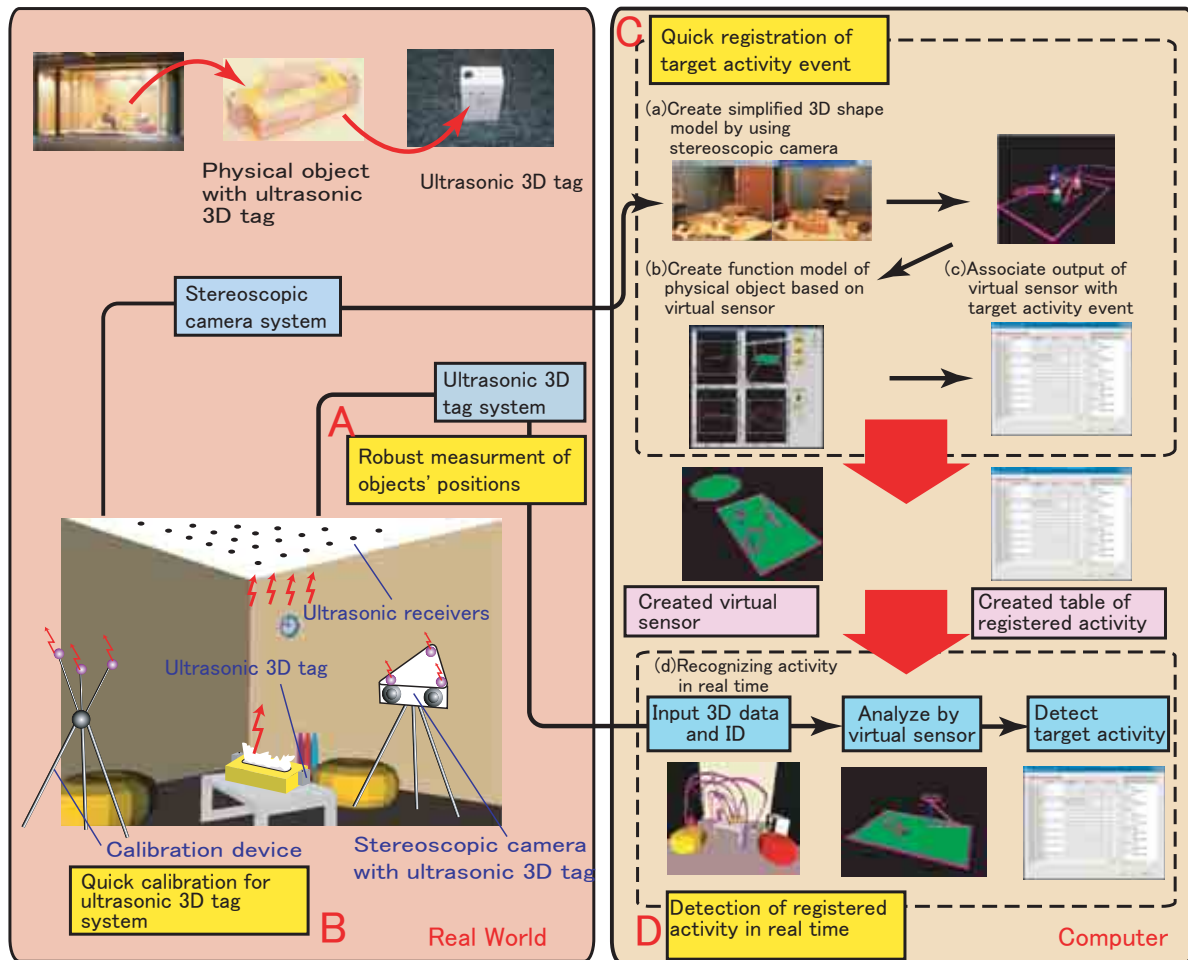 Physical object
with ultrasonic
3D tag
Ultrasonic 3D tag
Stereoscopic
camera system
Ultrasonic 3D
tag system
A
Robust measurment of
objects' positions
Ultrasonic receivers
Ultrasonic 3D tag
Calibration device
Stereoscopic camera
with ultrasonic 3D tag
Quick calibration for
ultrasonic 3D tag
system
B
Real World
C
Quick registration of
target activity event
(a)Create simplified 3D shape
model by using
stereoscopic camera
(b)Create function model of
physical object based on
virtual sensor
(c)Associate output of
virtual sensor with
target activity event
Created virtual
sensor
Created table of
registered activity
(d)Recognizing activity
in real time
Input 3D data
and ID
Analyze by
virtual sensor
Detect
target activity
D
Detection of registered
activity in real time
Computer